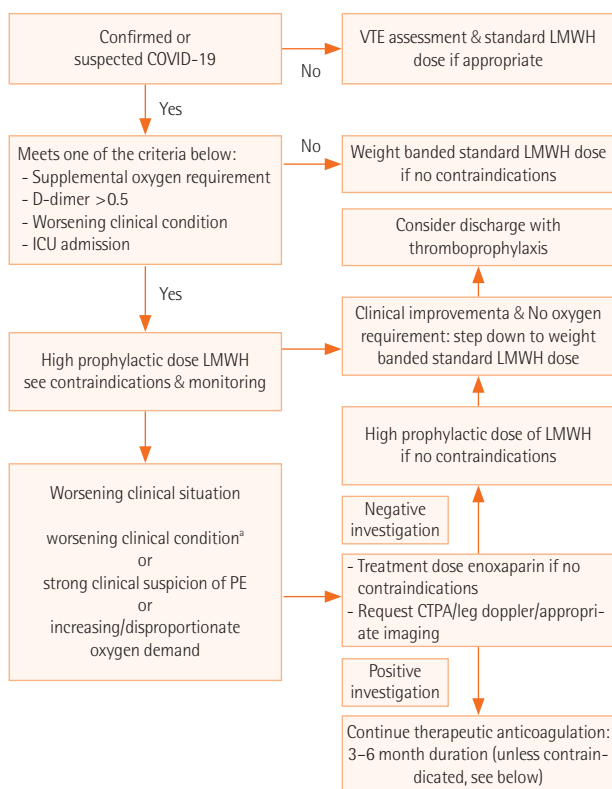 Confirmed or
suspected COVID-19
No
VTE assessment & standard LMWH
dose if appropriate
Yes
Meets one of the criteria below:
- Supplemental oxygen requirement
- D-dimer >0.5
- Worsening clinical condition
- ICU admission
No
Weight banded standard LMWH dose
if no contraindications
Consider discharge with
thromboprophylaxis
Yes
High prophylactic dose LMWH
see contraindications & monitoring
Clinical improvementa & No oxygen
requirement: step down to weight
banded standard LMWH dose
High prophylactic dose of LMWH
if no contraindications
Worsening clinical situation
worsening clinical conditionᵃ
or
strong clinical suspicion of PE
or
increasing/disproportionate
oxygen demand
Negative
investigation
- Treatment dose enoxaparin if no
contraindications
- Request CTPA/leg doppler/appropri-
ate imaging
Positive
investigation
Continue therapeutic anticoagulation:
3–6 month duration (unless contrain-
dicated, see below)